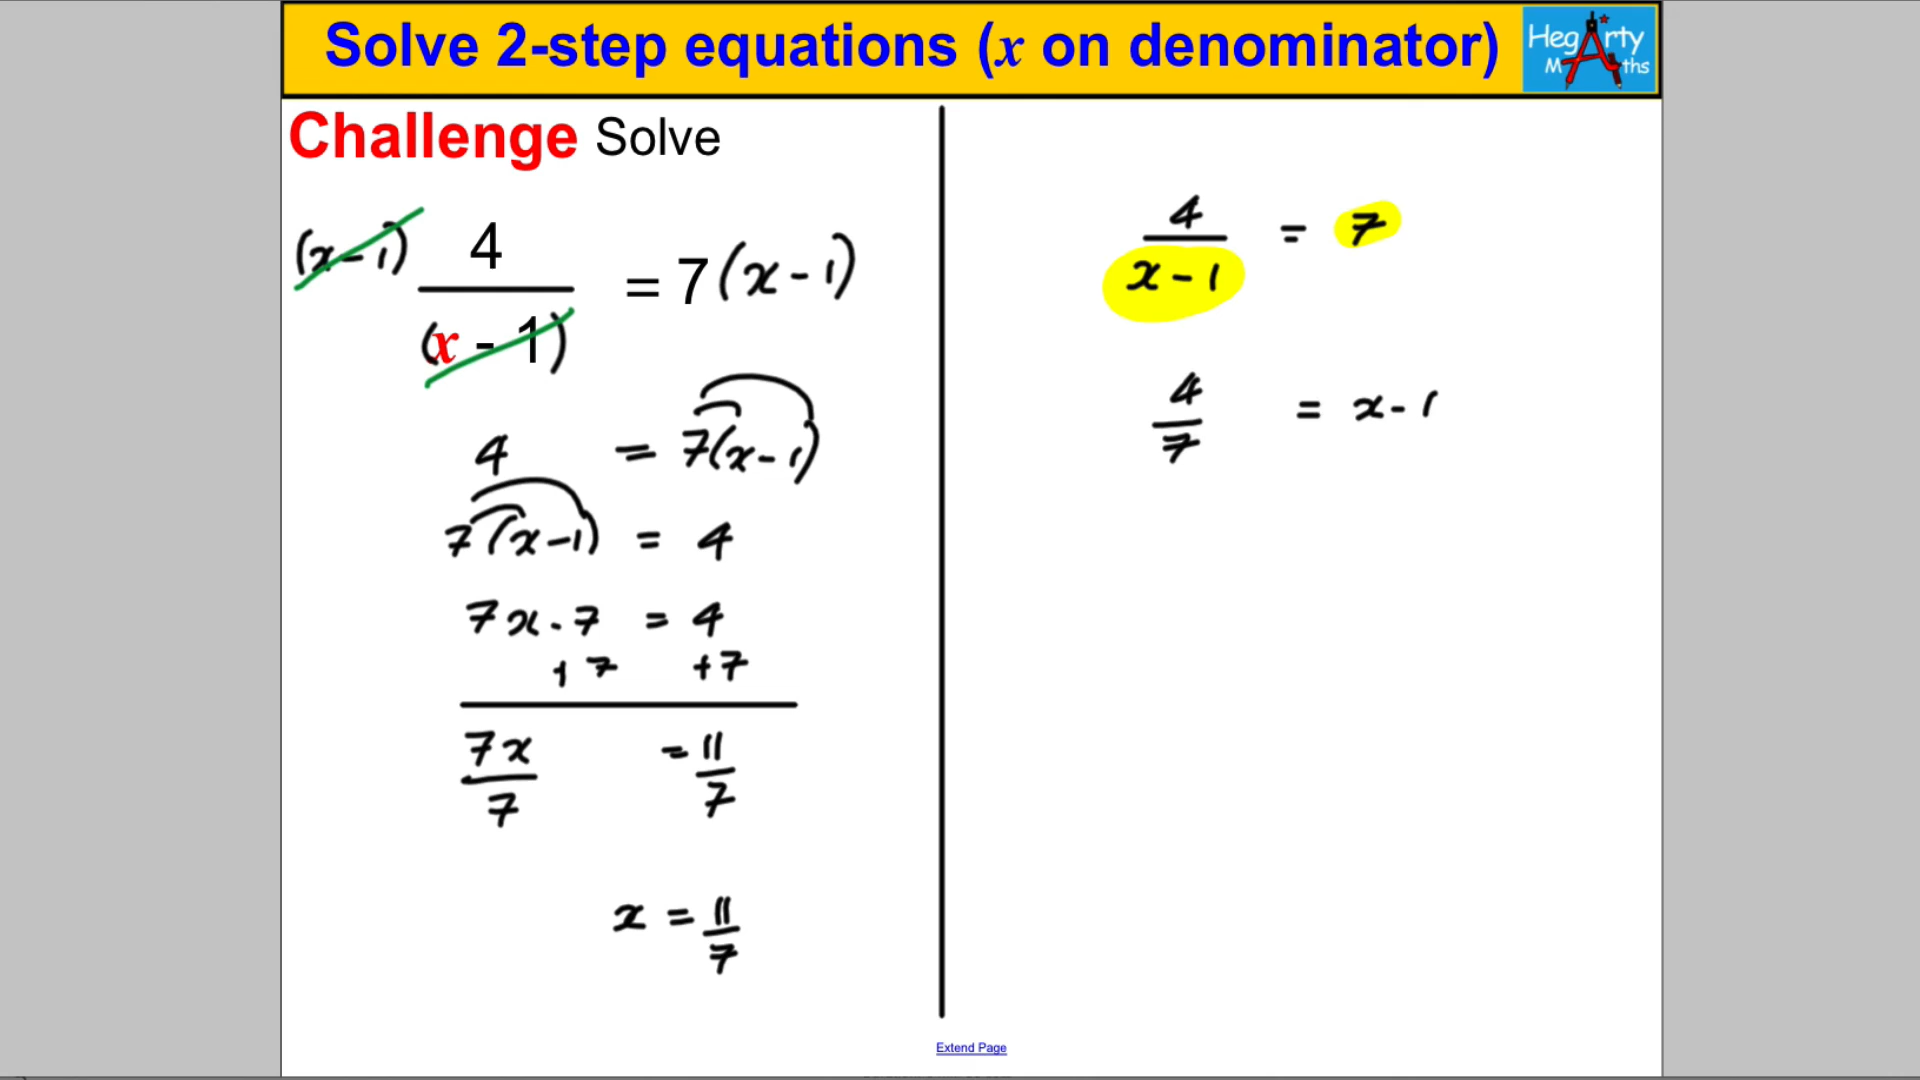 Solve 2-step equations (x on denominator)
Hegarty
Maths
Challenge Solve
(x-1) 4 = 7(x-1)
(x - 1)
4 = 7(x-1)
7(x-1) = 4
7x-7 = 4
+7 +7
7x = 11
7 7
x = 11
7
4 = 7
x-1
4 = x-1
7
Extend Page